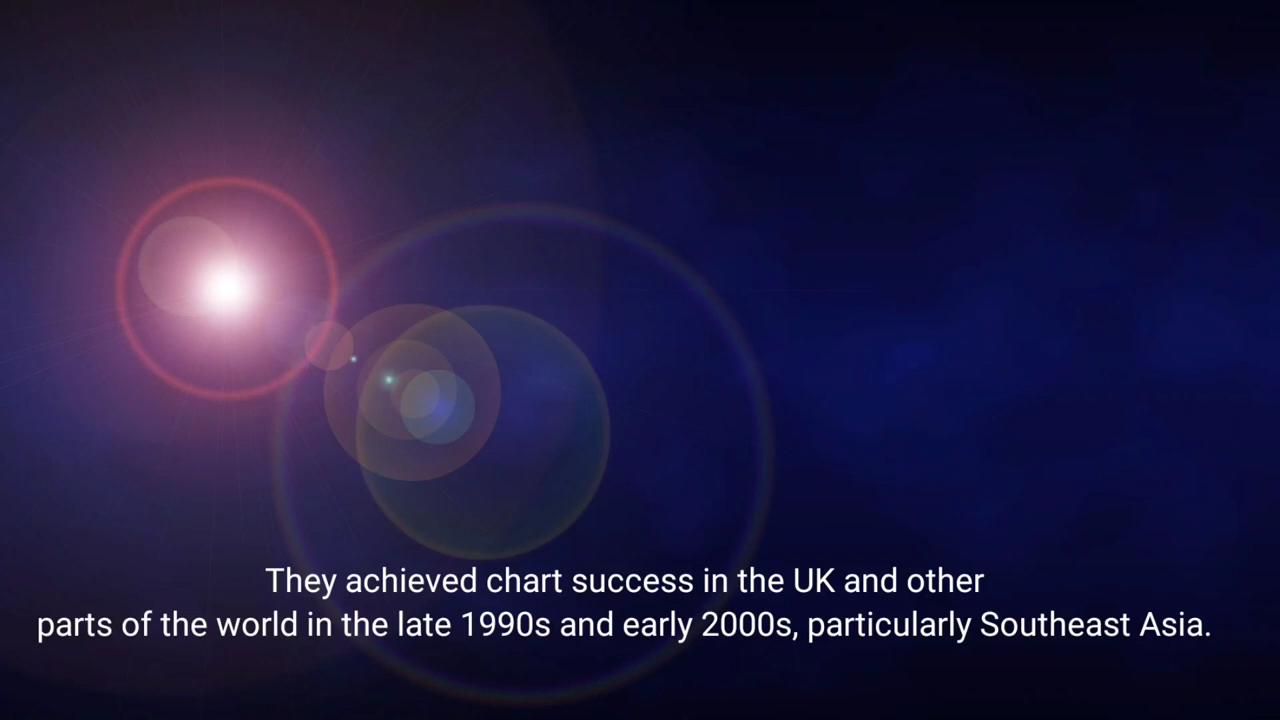 They achieved chart success in the UK and other
parts of the world in the late 1990s and early 2000s, particularly Southeast Asia.